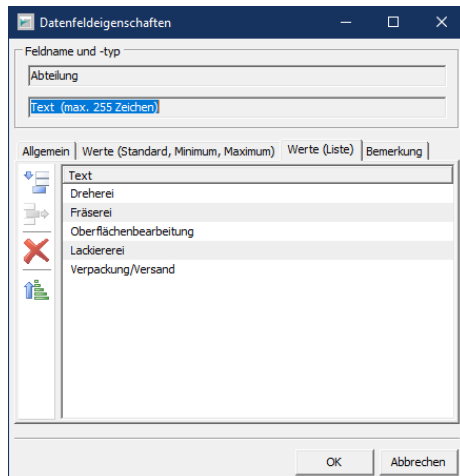 Datenfeldeigenschaften
Feldname und -typ
Abteilung
Text (max. 255 Zeichen)
Allgemein Werte (Standard, Minimum, Maximum) Werte (Liste) Bemerkung
Text
Dreherei
Fräserei
Oberflächenbearbeitung
Lackiererei
Verpackung/Versand
OK Abbrechen